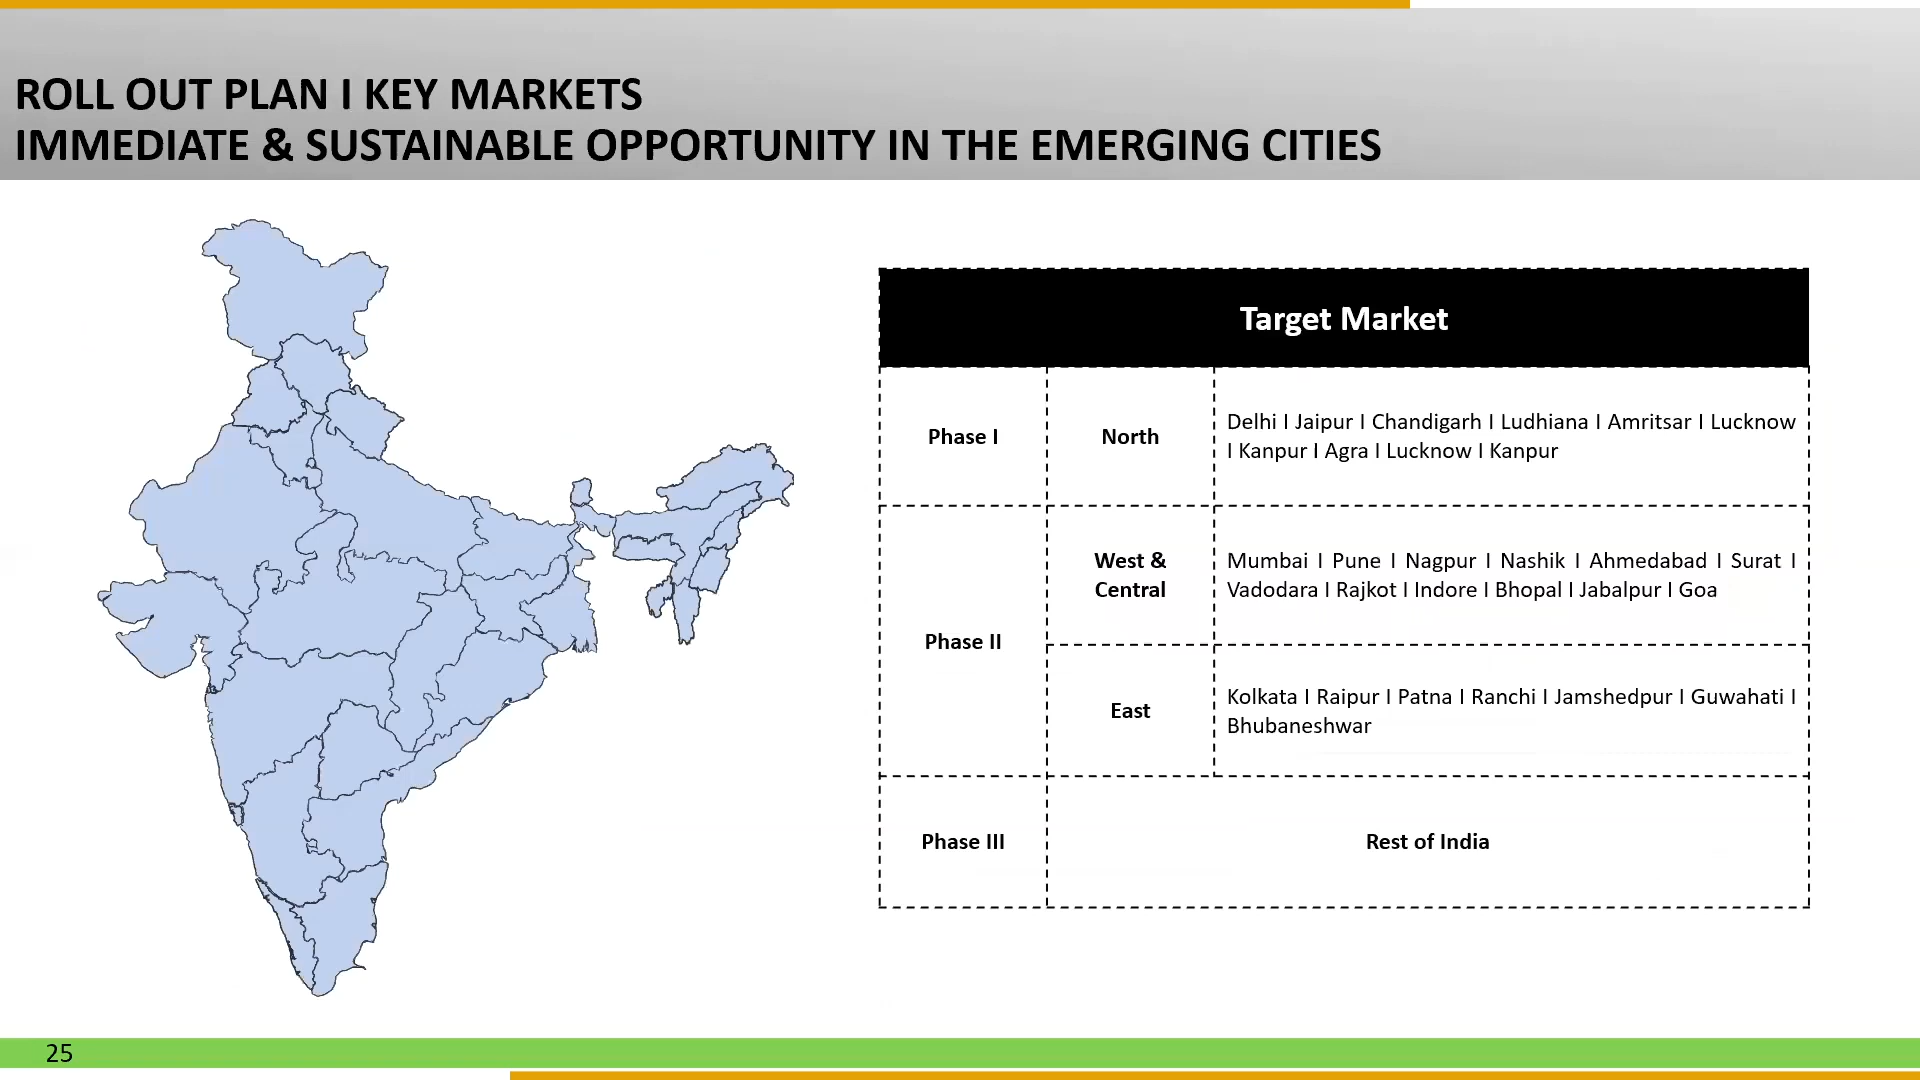 ROLL OUT PLAN I KEY MARKETS
IMMEDIATE & SUSTAINABLE OPPORTUNITY IN THE EMERGING CITIES
Target Market
Phase I
North
Delhi I Jaipur I Chandigarh I Ludhiana I Amritsar I Lucknow
I Kanpur I Agra I Lucknow I Kanpur
Phase II
West &
Central
Mumbai I Pune I Nagpur I Nashik I Ahmedabad I Surat I
Vadodara I Rajkot I Indore I Bhopal I Jabalpur I Goa
East
Kolkata I Raipur I Patna I Ranchi I Jamshedpur I Guwahati I
Bhubaneshwar
Phase III
Rest of India
25